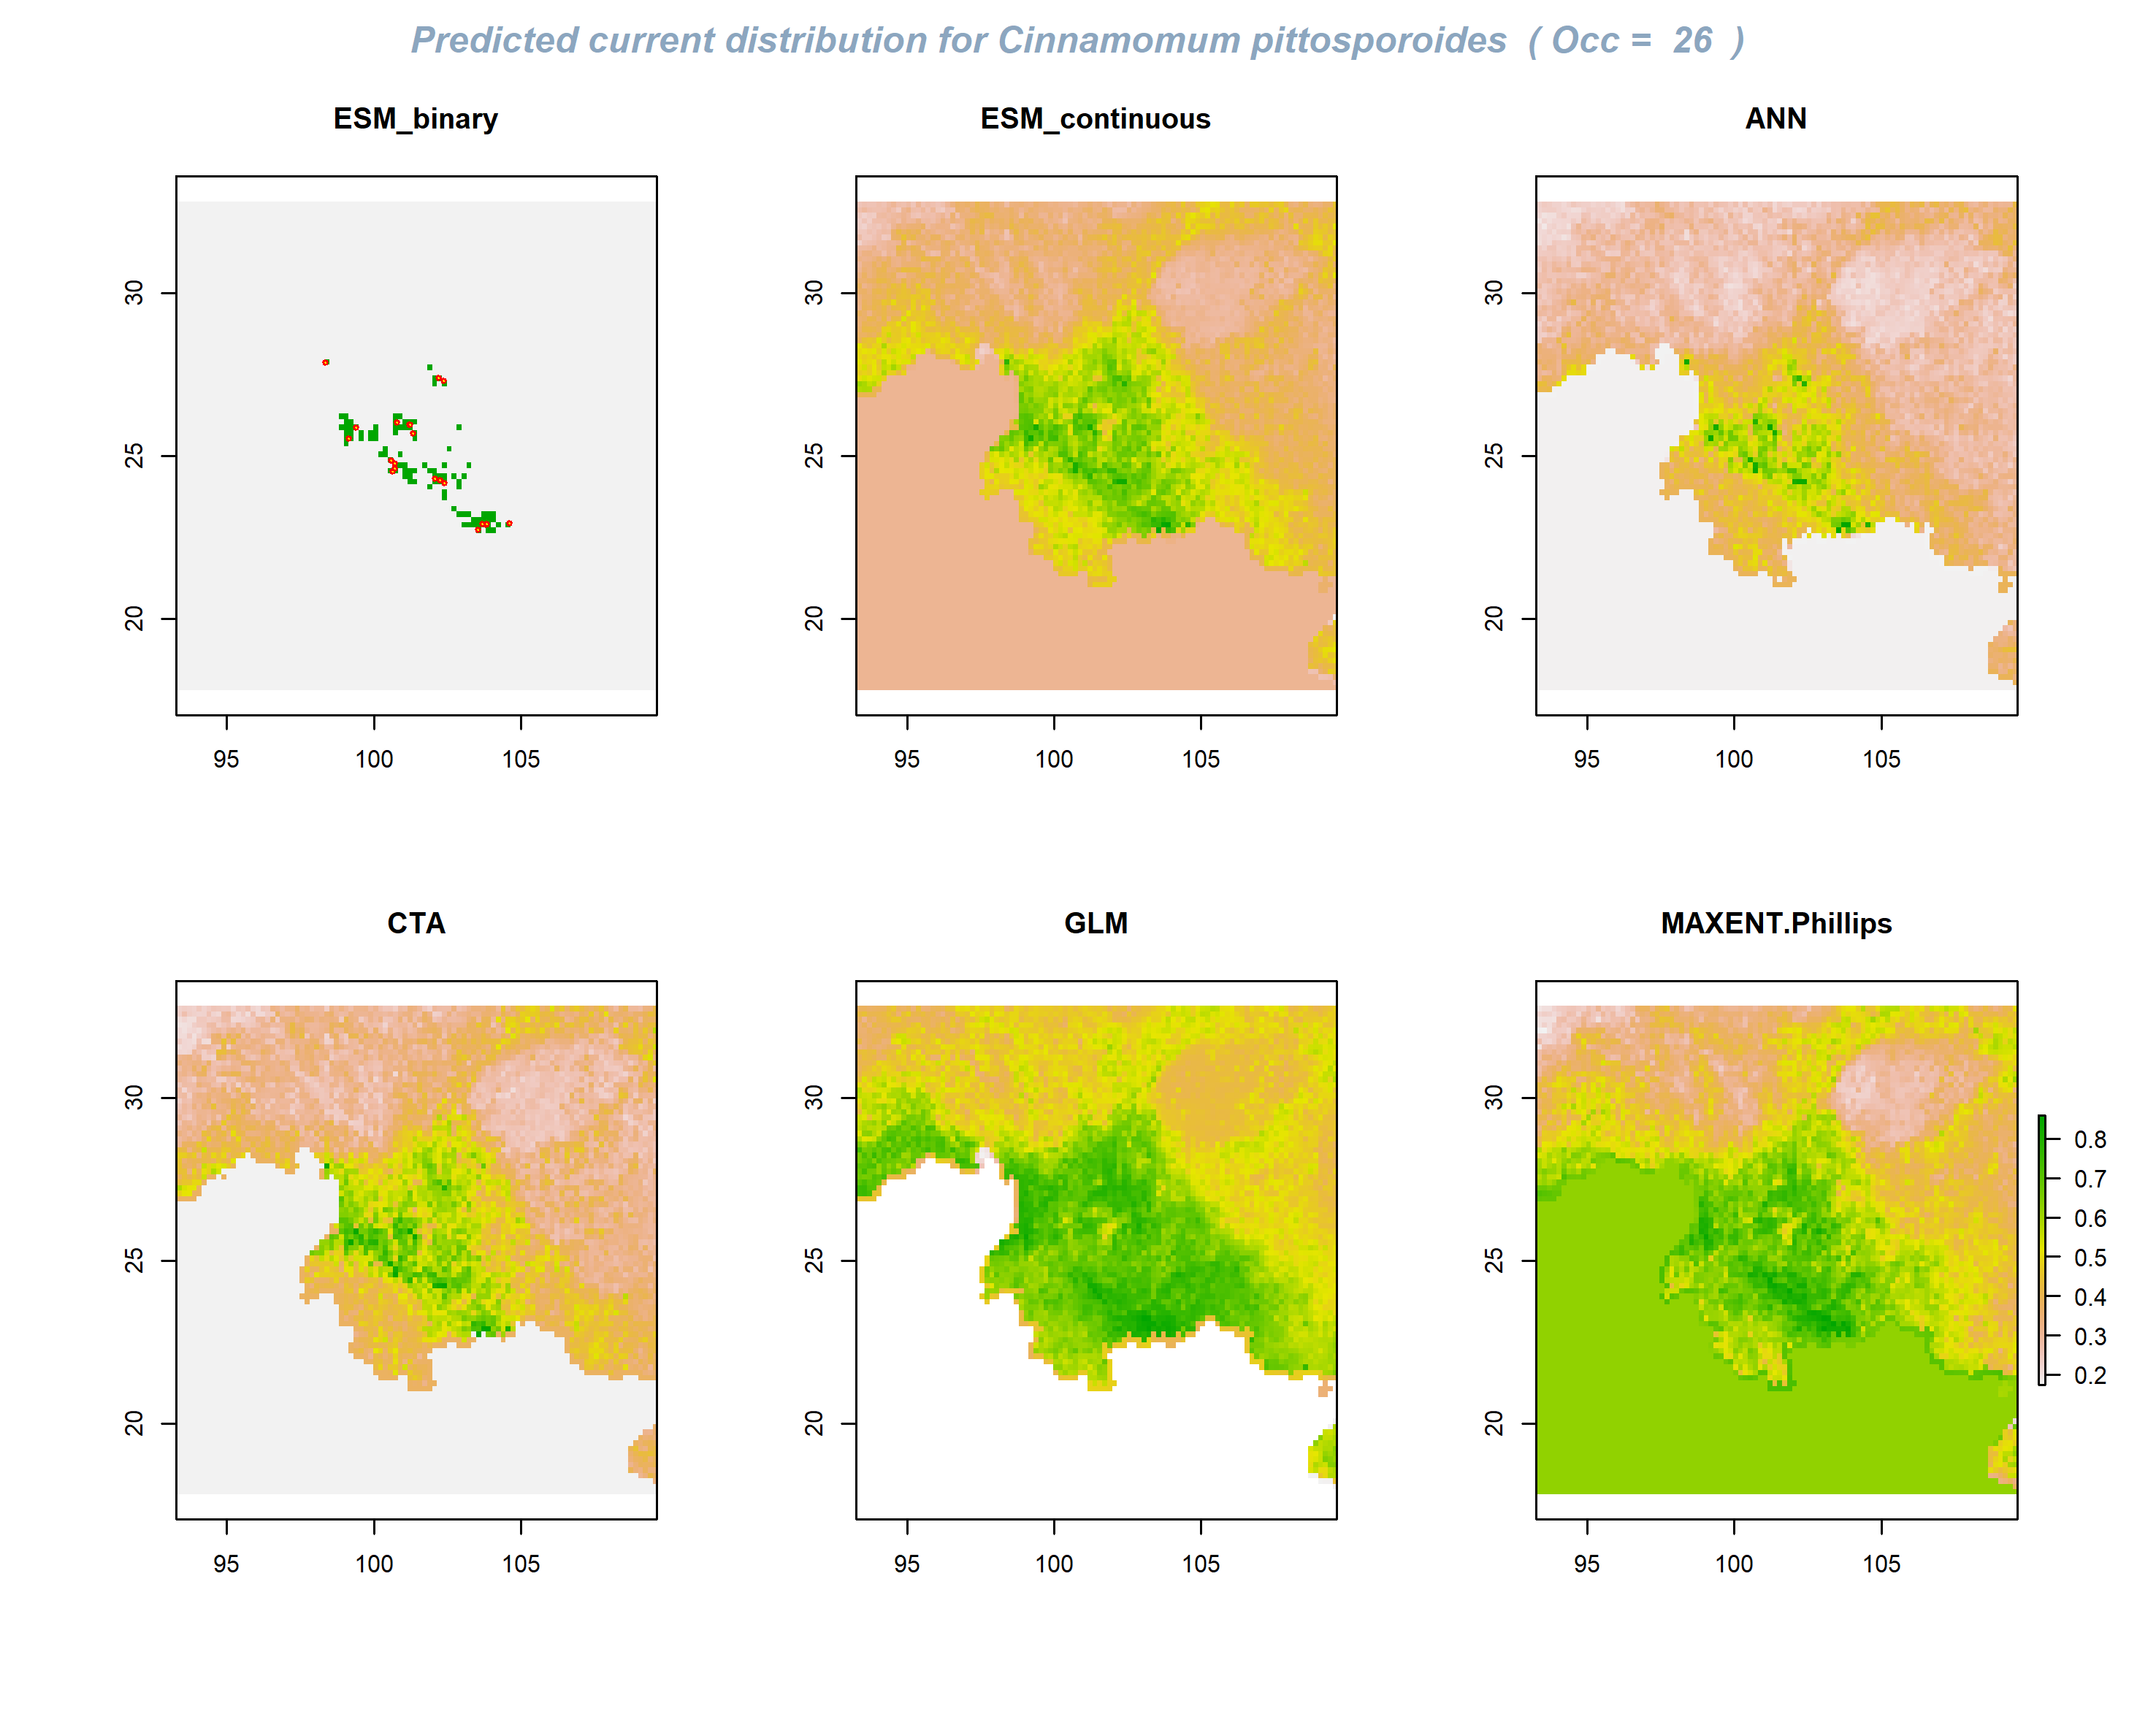 Predicted current distribution for Cinnamomum pittosporoides ( Occ = 26 )
ESM_binary
ESM_continuous
ANN
30
25
20
95 100 105
30
25
20
95 100 105
30
25
20
95 100 105
CTA
GLM
MAXENT.Phillips
30
25
20
95 100 105
30
25
20
95 100 105
30
25
20
95 100 105
0.8
0.7
0.6
0.5
0.4
0.3
0.2